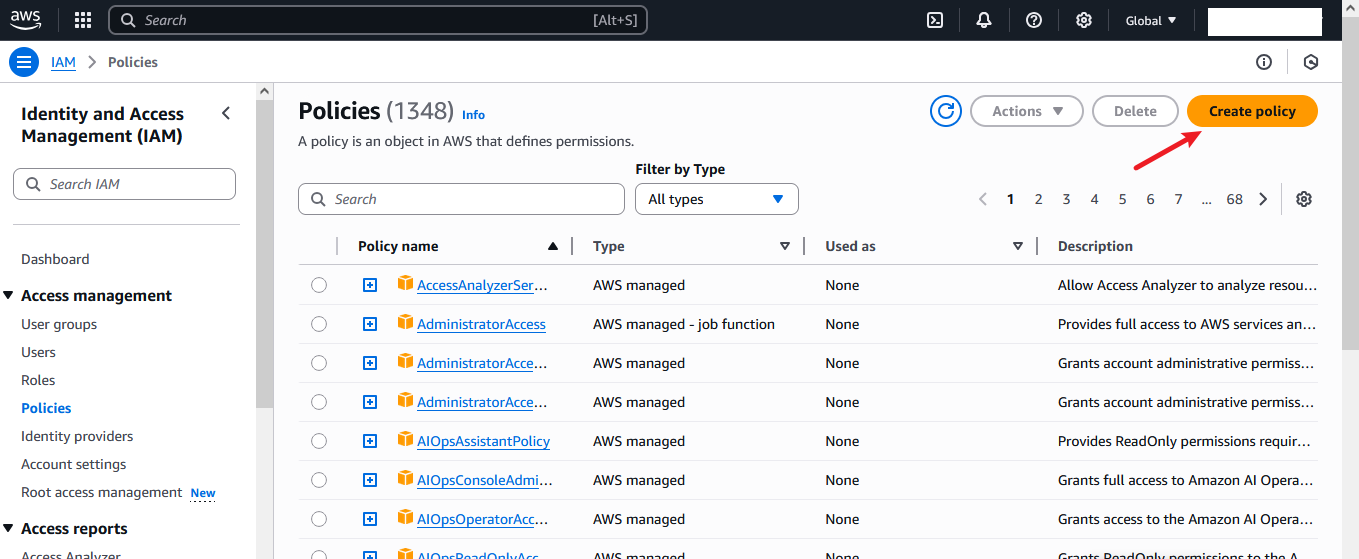 aws
Search [Alt+S] Global
IAM > Policies
Identity and Access
Management (IAM)
Search IAM
Dashboard
Access management
User groups
Users
Roles
Policies
Identity providers
Account settings
Root access management New
Access reports
Access Analyzer
Policies (1348) Info
Actions Delete Create policy
A policy is an object in AWS that defines permissions.
Filter by Type
Search All types 1 2 3 4 5 6 7 ... 68
Policy name Type Used as Description
AccessAnalyzerSer... AWS managed None Allow Access Analyzer to analyze resou...
AdministratorAccess AWS managed - job function None Provides full access to AWS services an...
AdministratorAcce... AWS managed None Grants account administrative permiss...
AdministratorAcce... AWS managed None Grants account administrative permiss...
AIOpsAssistantPolicy AWS managed None Provides ReadOnly permissions requir...
AIOpsConsoleAdmi... AWS managed None Grants full access to Amazon AI Opera...
AIOpsOperatorAcc... AWS managed None Grants access to the Amazon AI Opera...
AIOpsReadOnlyAcc... AWS managed None Grants ReadOnly permissions to the A...